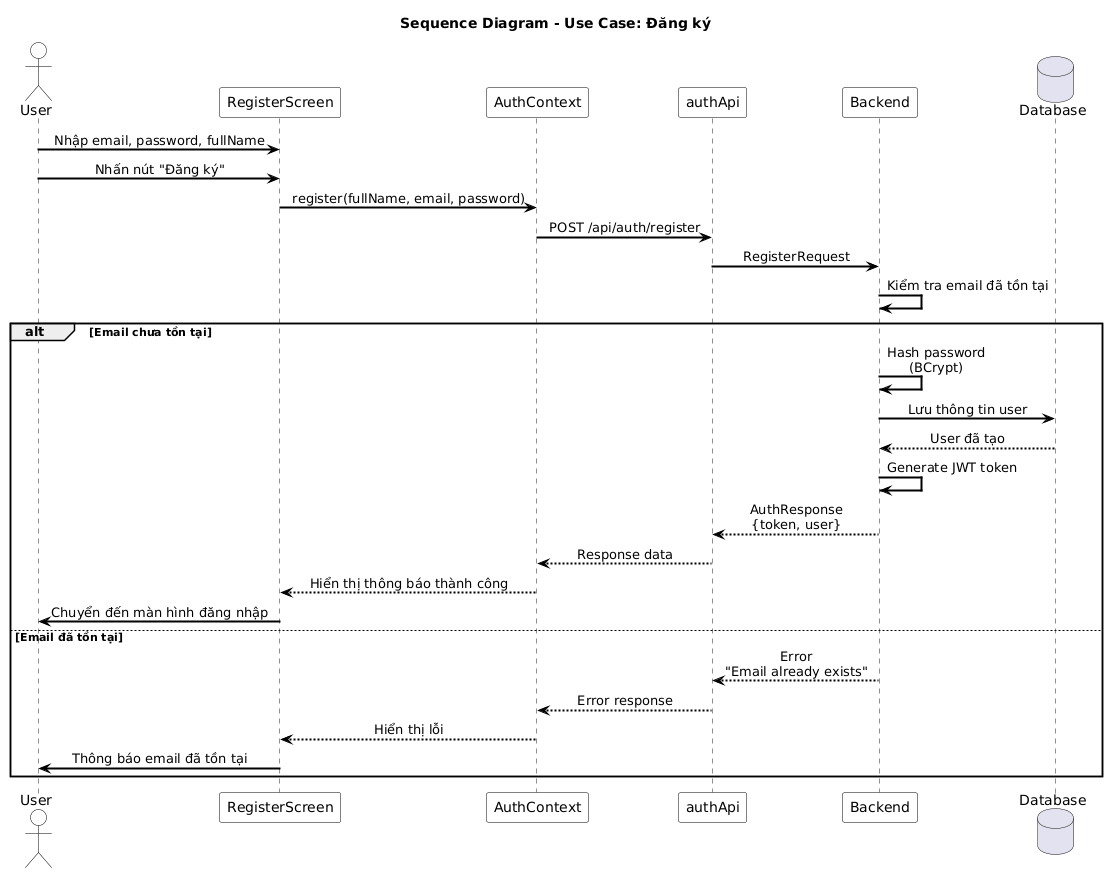 Sequence Diagram - Use Case: Đăng ký
User
RegisterScreen
AuthContext
authApi
Backend
Database
Nhập email, password, fullName
Nhấn nút "Đăng ký"
register(fullName, email, password)
POST /api/auth/register
RegisterRequest
Kiểm tra email đã tồn tại
alt
[Email chưa tồn tại]
Hash password
(BCrypt)
Lưu thông tin user
User đã tạo
Generate JWT token
AuthResponse
{token, user}
Response data
Hiển thị thông báo thành công
Chuyển đến màn hình đăng nhập
[Email đã tồn tại]
Error
"Email already exists"
Error response
Hiển thị lỗi
Thông báo email đã tồn tại
User
RegisterScreen
AuthContext
authApi
Backend
Database